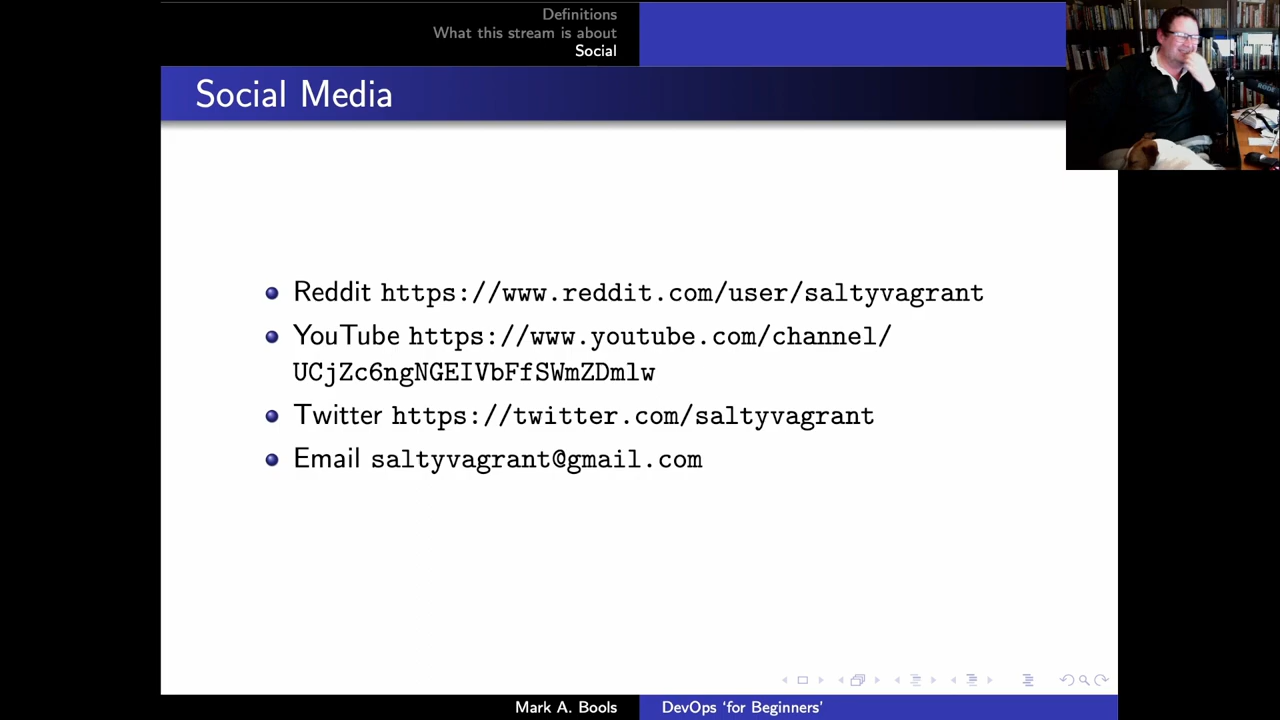 Definitions
What this stream is about
Social
Social Media
Reddit https://www.reddit.com/user/saltyvagrant
YouTube https://www.youtube.com/channel/
UCjZc6ngNGEIVbFfSWmZDmlw
Twitter https://twitter.com/saltyvagrant
Email saltyvagrant@gmail.com
Mark A. Bools
DevOps ‘for Beginners’
RODE